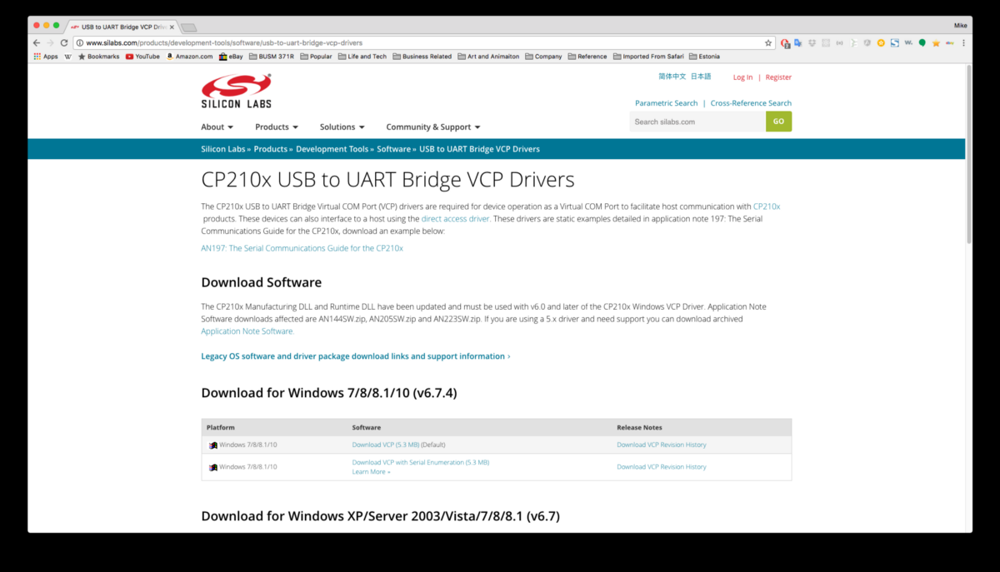 USB to UART Bridge VCP Driv
Mike
www.silabs.com/products/development-tools/software/usb-to-uart-bridge-vcp-drivers
Apps W Bookmarks YouTube Amazon.com eBay BUSM 371R Popular Life and Tech Business Related Art and Animaiton Company Reference Imported From Safari Estonia
SILICON LABS
简体中文 日本語 Log In | Register
Parametric Search | Cross-Reference Search
Search silabs.com GO
About Products Solutions Community & Support
Silicon Labs » Products » Development Tools » Software » USB to UART Bridge VCP Drivers
CP210x USB to UART Bridge VCP Drivers
The CP210x USB to UART Bridge Virtual COM Port (VCP) drivers are required for device operation as a Virtual COM Port to facilitate host communication with CP210x
products. These devices can also interface to a host using the direct access driver. These drivers are static examples detailed in application note 197: The Serial
Communications Guide for the CP210x, download an example below:
AN197: The Serial Communications Guide for the CP210x
Download Software
The CP210x Manufacturing DLL and Runtime DLL have been updated and must be used with v6.0 and later of the CP210x Windows VCP Driver. Application Note
Software downloads affected are AN144SW.zip, AN205SW.zip and AN223SW.zip. If you are using a 5.x driver and need support you can download archived
Application Note Software.
Legacy OS software and driver package download links and support information ›
Download for Windows 7/8/8.1/10 (v6.7.4)
Platform Software Release Notes
Windows 7/8/8.1/10 Download VCP (5.3 MB) (Default) Download VCP Revision History
Windows 7/8/8.1/10 Download VCP with Serial Enumeration (5.3 MB) Download VCP Revision History
Learn More »
Download for Windows XP/Server 2003/Vista/7/8/8.1 (v6.7)